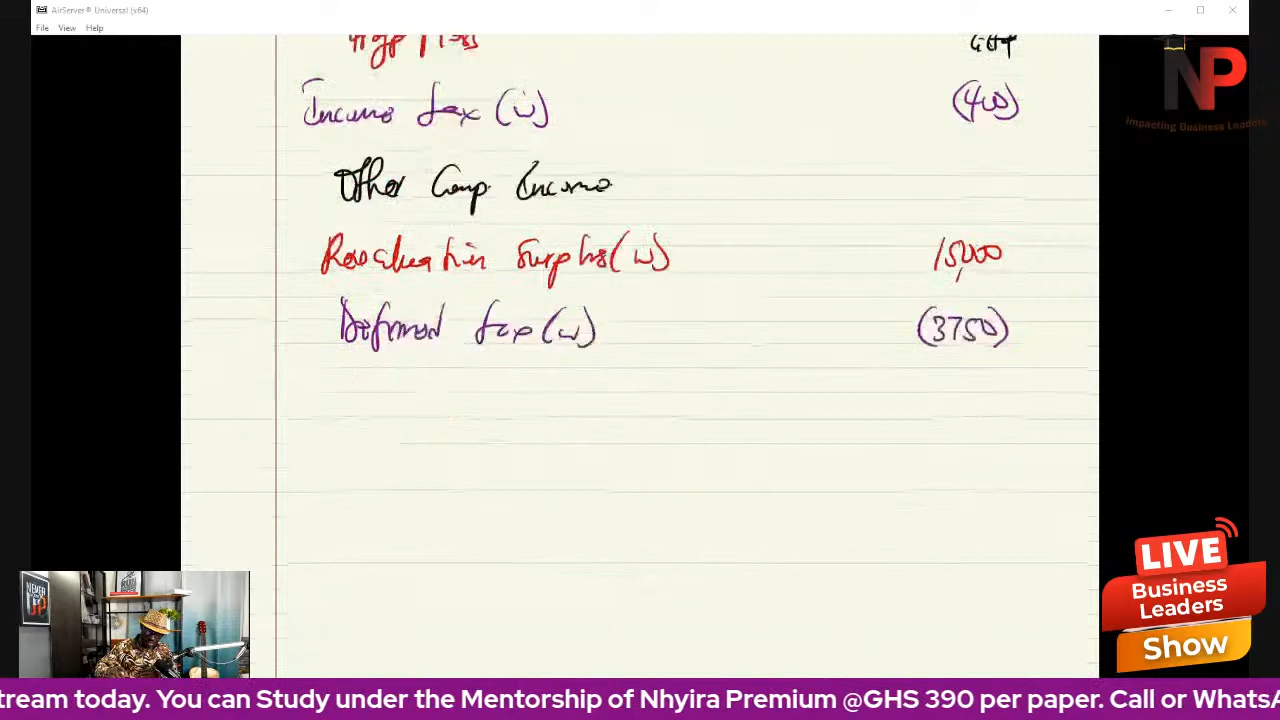 AirServer® Universal (x64)
File View Help
NP
Impacting Business Leaders
Income tax (w) (400)
Other Comp Income
Revaluation Surplus (w) 15,000
Deferred tax (w) (3750)
LIVE
Business
Leaders
Show
tream today. You can Study under the Mentorship of Nhyira Premium @GHS 390 per paper. Call or WhatsA